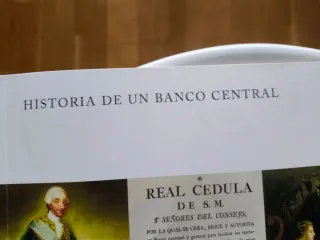 HISTORIA DE UN BANCO CENTRAL
REAL CEDULA
DE S. M.
Y SEÑORES DEL CONSEJO,
POR LA QUAL SE CREA, ERIGE Y AUTORIZA